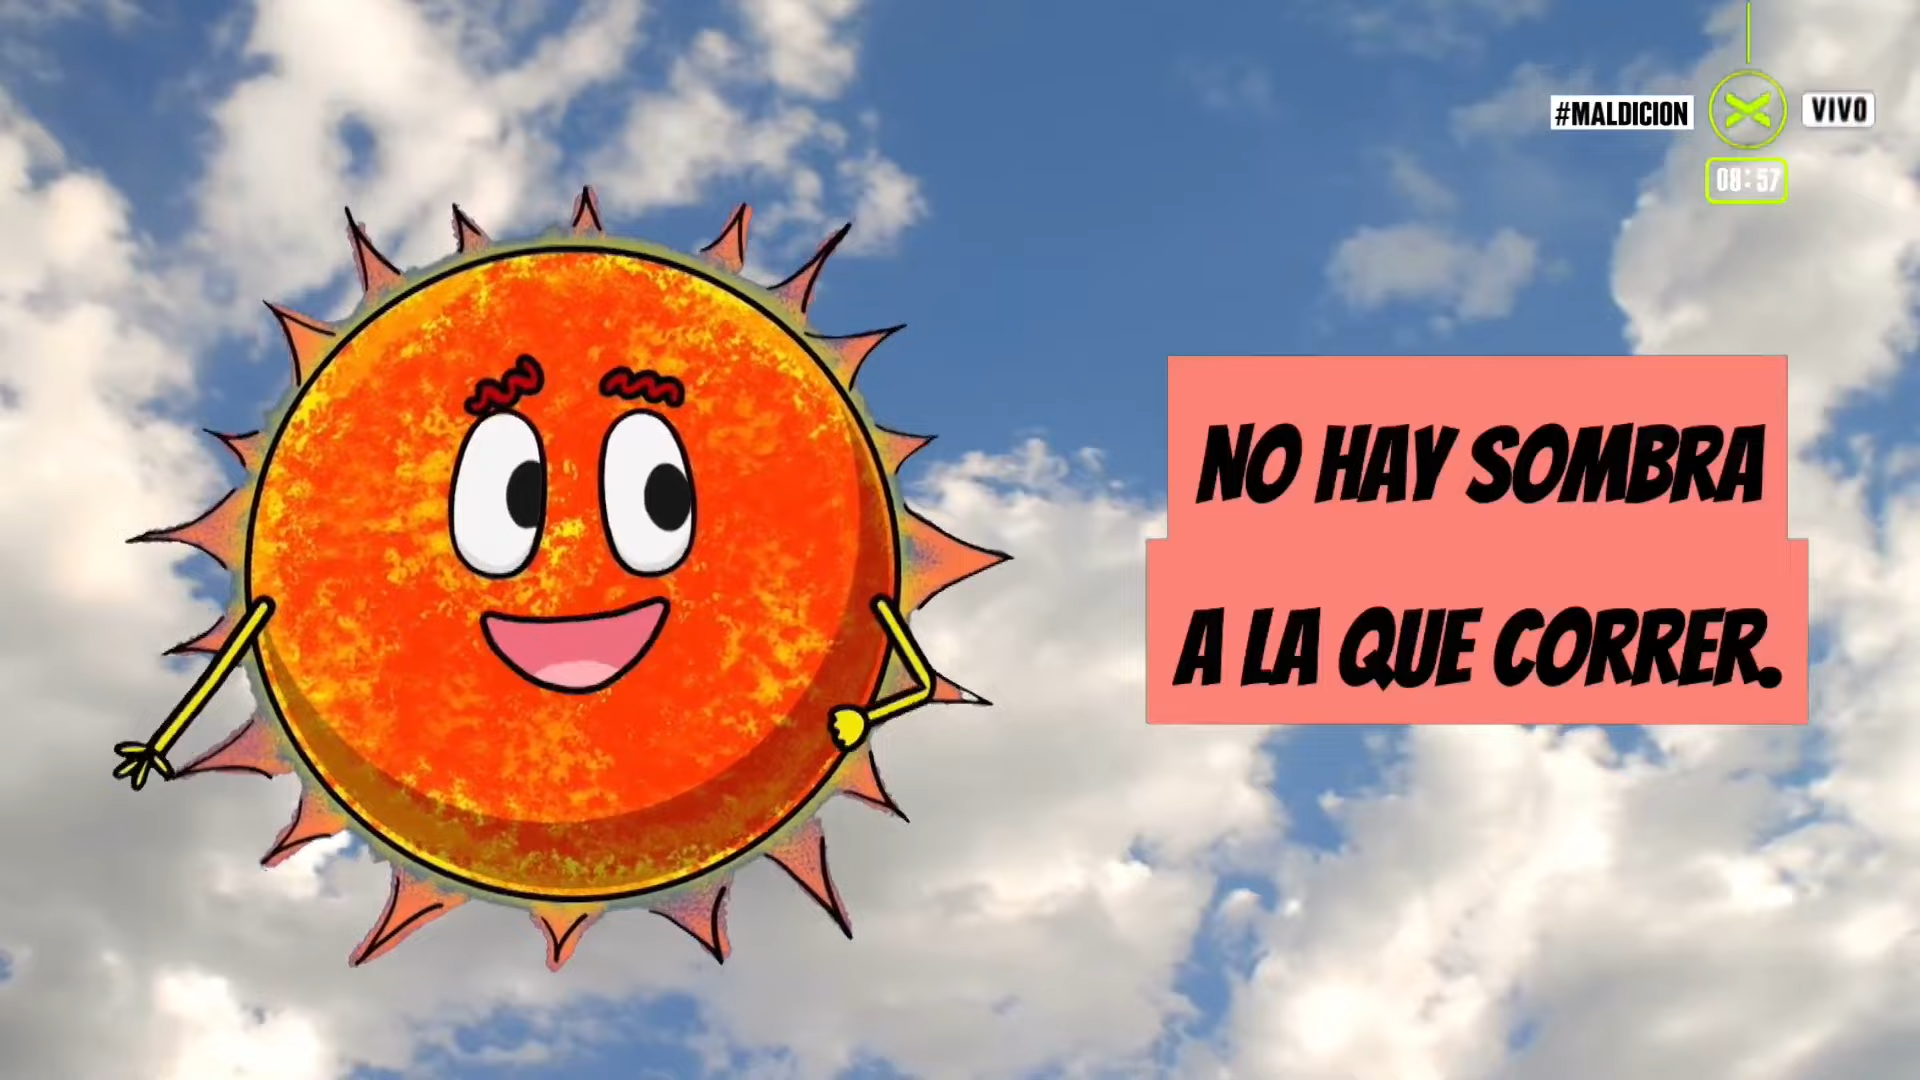 #MALDICION
VIVO
08:57
NO HAY SOMBRA
A LA QUE CORRER.